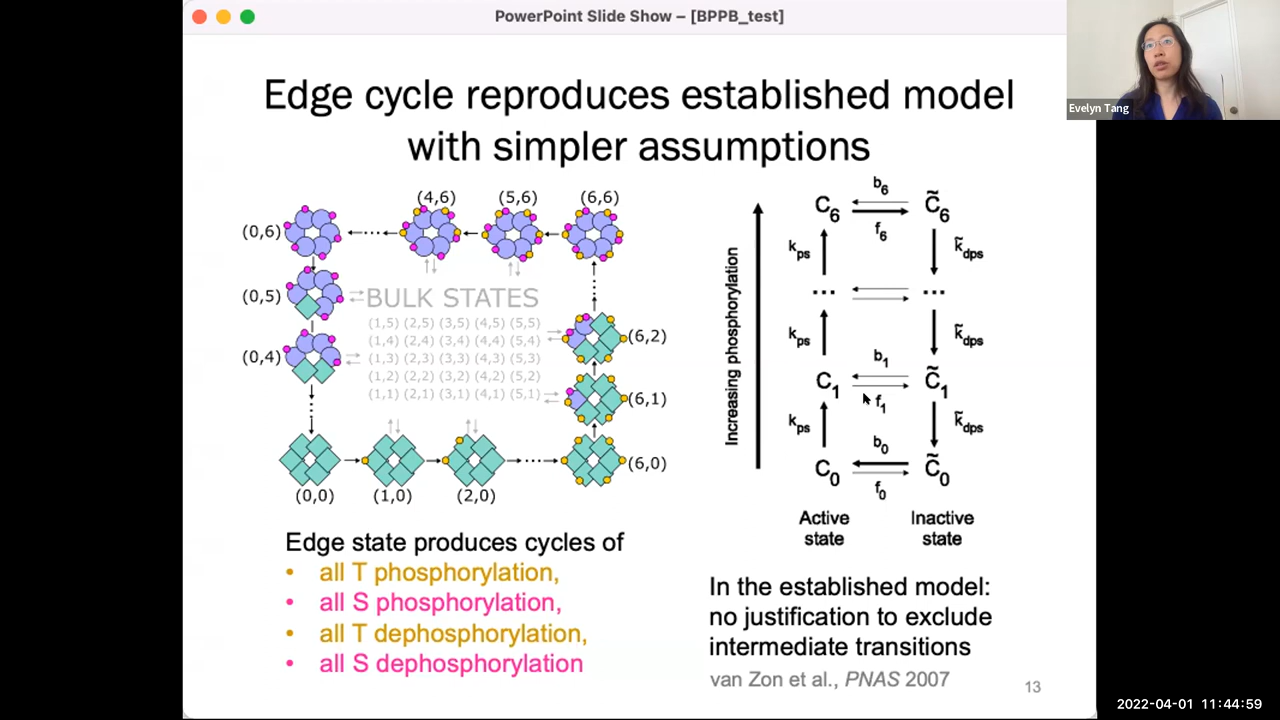 PowerPoint Slide Show – [BPPB_test]
Evelyn Tang
Edge cycle reproduces established model
with simpler assumptions
(4,6) (5,6) (6,6)
(0,6)
(0,5)
(0,4)
BULK STATES
(1,5) (2,5) (3,5) (4,5) (5,5)
(1,4) (2,4) (3,4) (4,4) (5,4)
(1,3) (2,3) (3,3) (4,3) (5,3)
(1,2) (2,2) (3,2) (4,2) (5,2)
(1,1) (2,1) (3,1) (4,1) (5,1)
(6,2)
(6,1)
(6,0)
(0,0) (1,0) (2,0)
Edge state produces cycles of
• all T phosphorylation,
• all S phosphorylation,
• all T dephosphorylation,
• all S dephosphorylation
Increasing phosphorylation
C6 b6 f6 C̃6
kps k̃dps
... ...
kps k̃dps
C1 b1 f1 C̃1
kps k̃dps
C0 b0 f0 C̃0
Active
state
Inactive
state
In the established model:
no justification to exclude
intermediate transitions
van Zon et al., PNAS 2007
13
2022-04-01 11:44:59